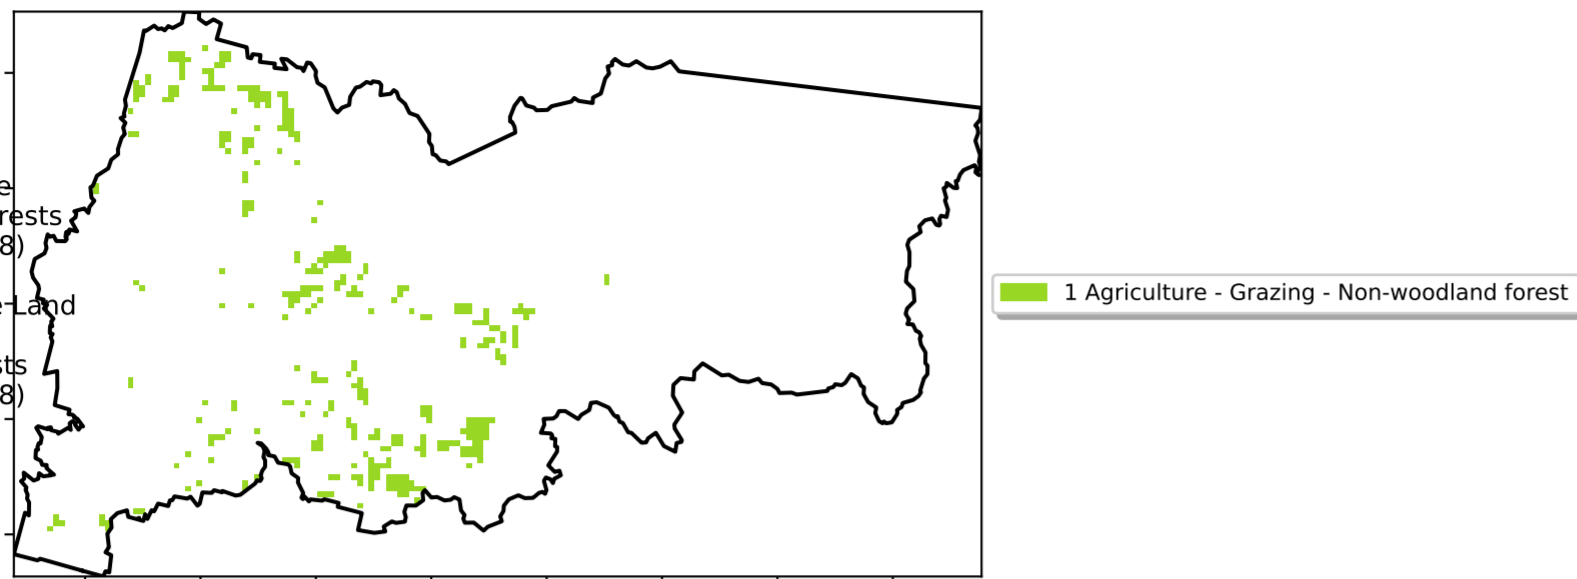 e
rests
8)
e Land
sts
8)
1 Agriculture - Grazing - Non-woodland forest